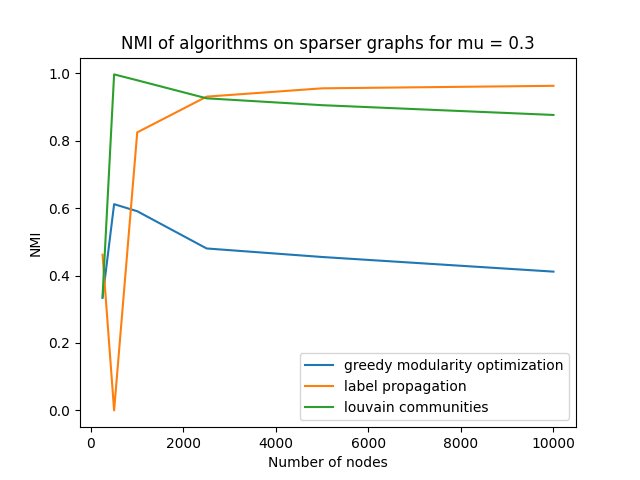 NMI of algorithms on sparser graphs for mu = 0.3
1.0
0.8
0.6
0.4
0.2
0.0
NMI
greedy modularity optimization
label propagation
louvain communities
0
2000
4000
6000
8000
10000
Number of nodes